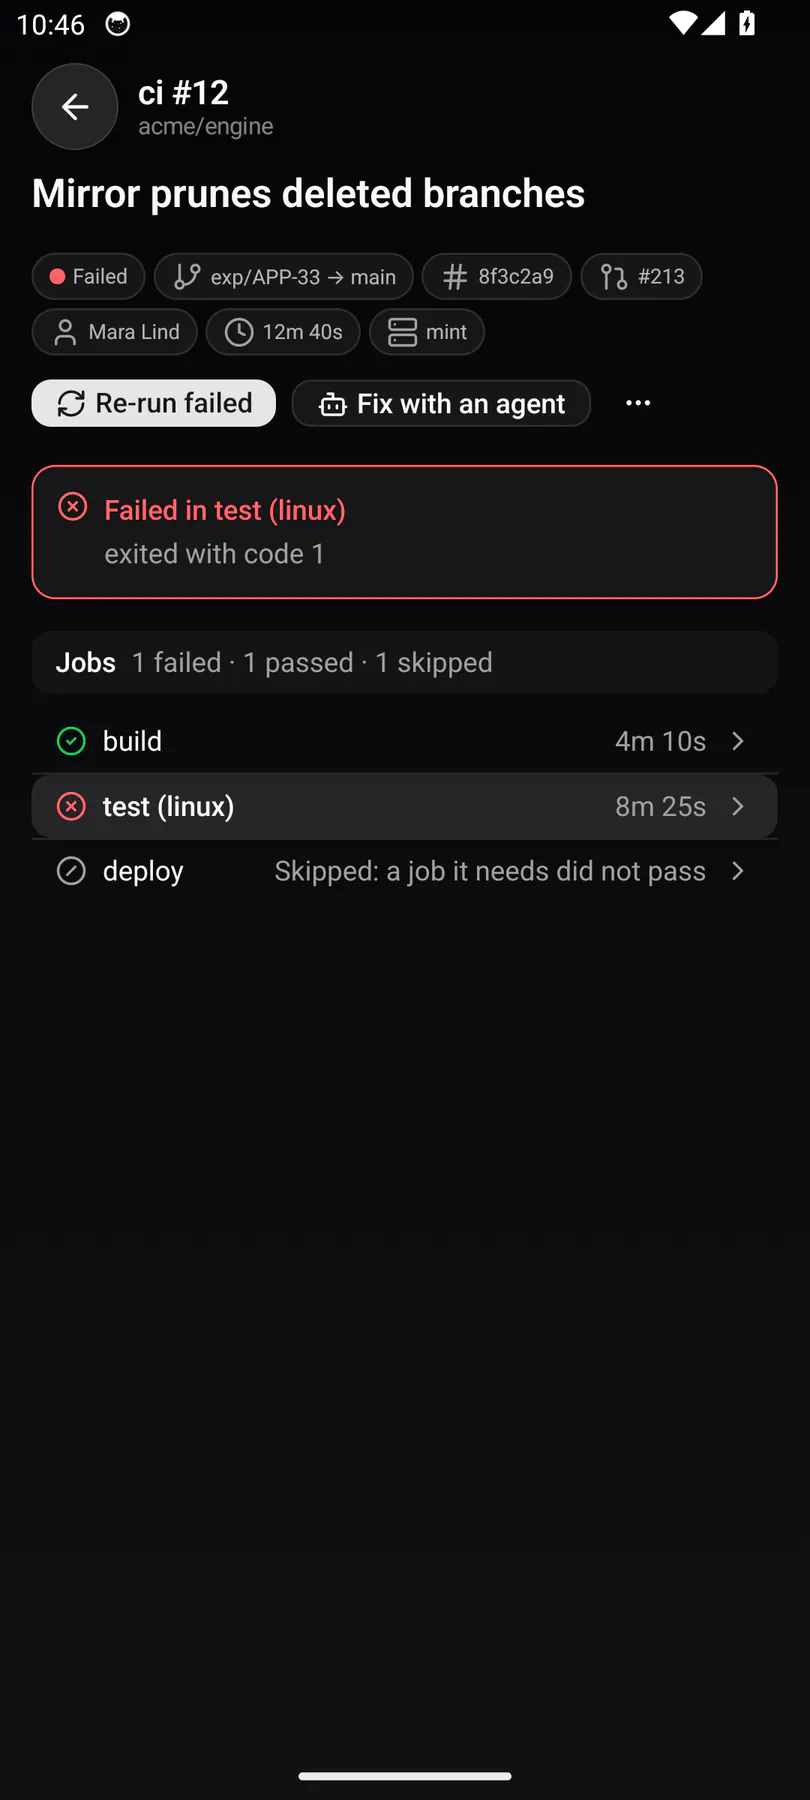 10:46
ci #12
acme/engine
Mirror prunes deleted branches
Failed
exp/APP-33 → main
8f3c2a9
#213
Mara Lind
12m 40s
mint
Re-run failed
Fix with an agent
Failed in test (linux)
exited with code 1
Jobs 1 failed · 1 passed · 1 skipped
build 4m 10s
test (linux) 8m 25s
deploy Skipped: a job it needs did not pass